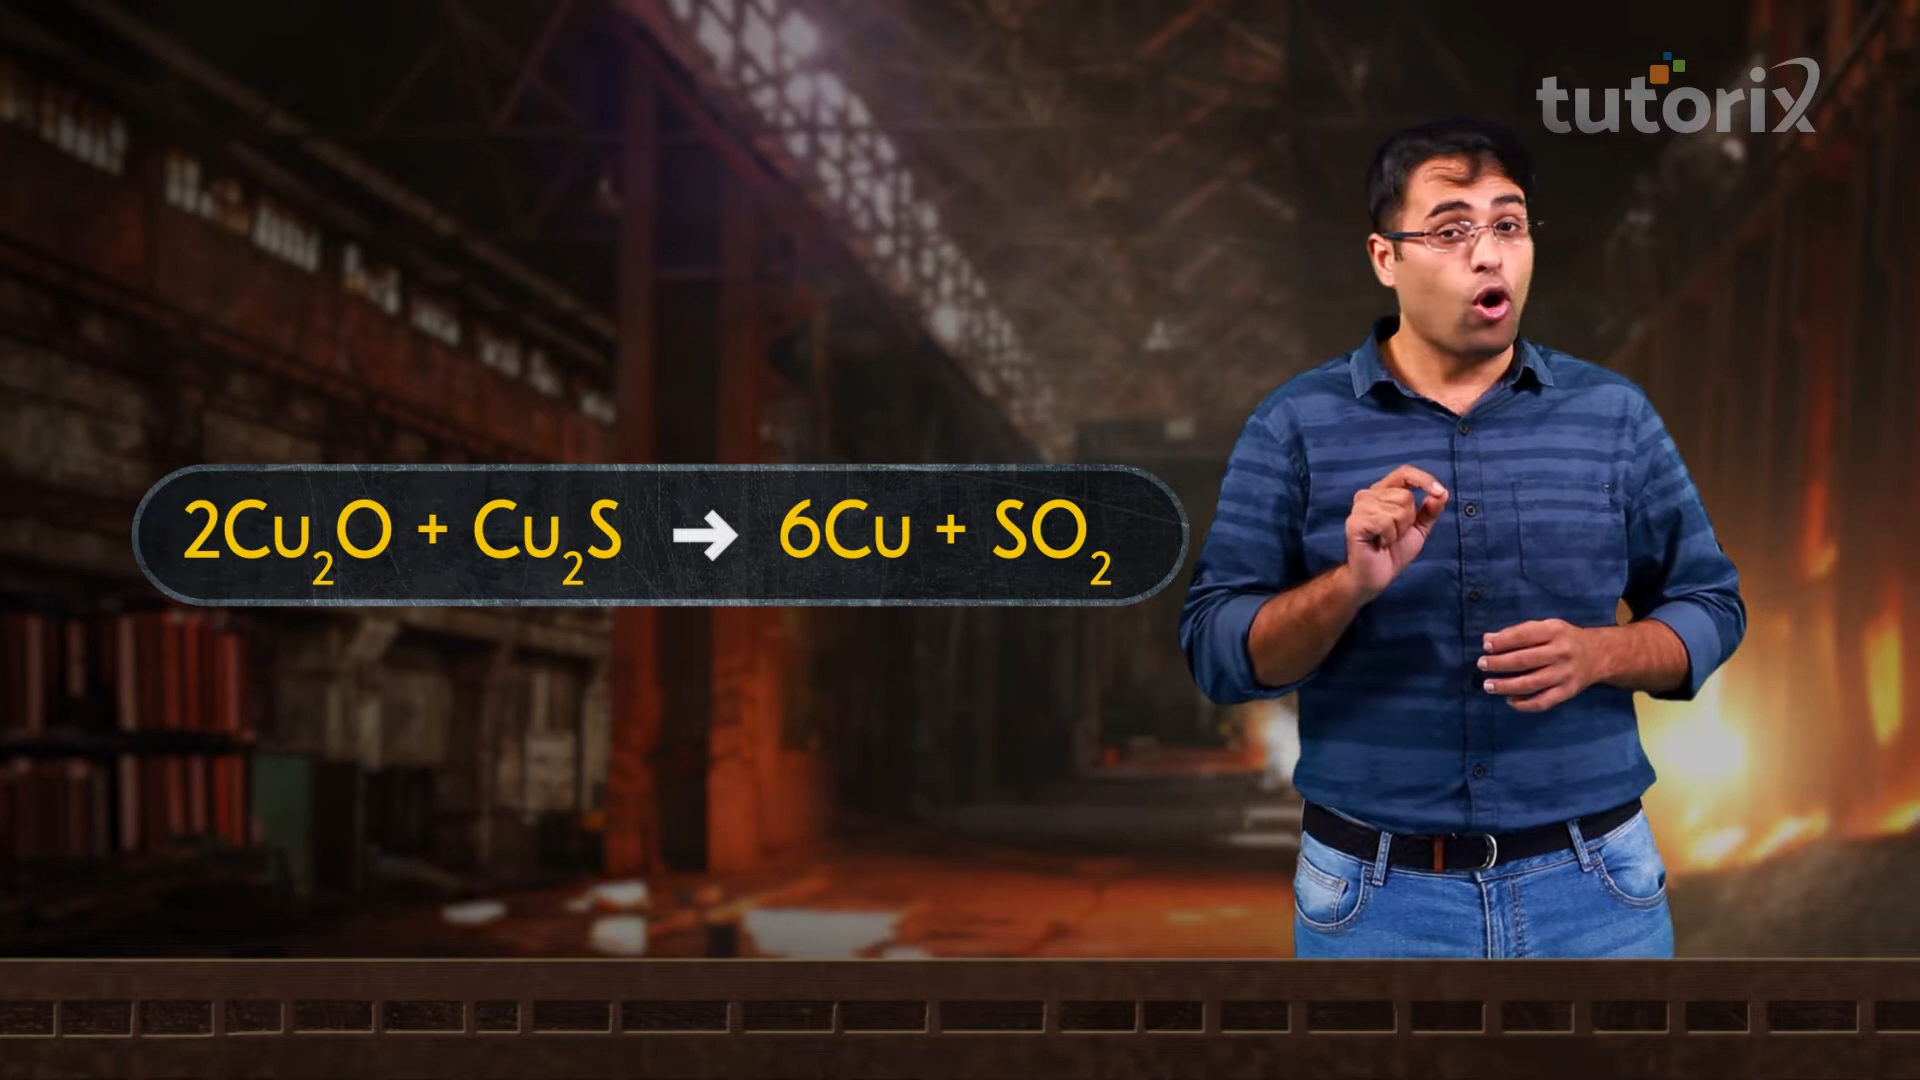 tutorix
2Cu₂O + Cu₂S → 6Cu + SO₂